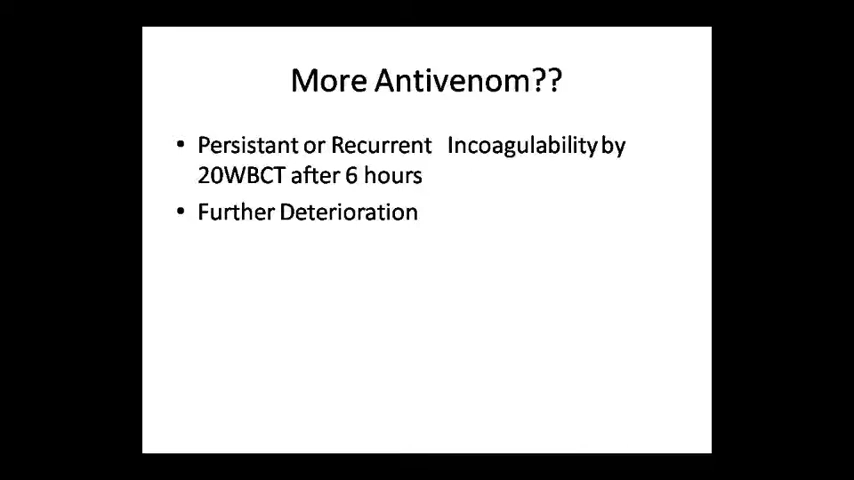 More Antivenom??
• Persistant or Recurrent Incoagulability by
20WBCT after 6 hours
• Further Deterioration